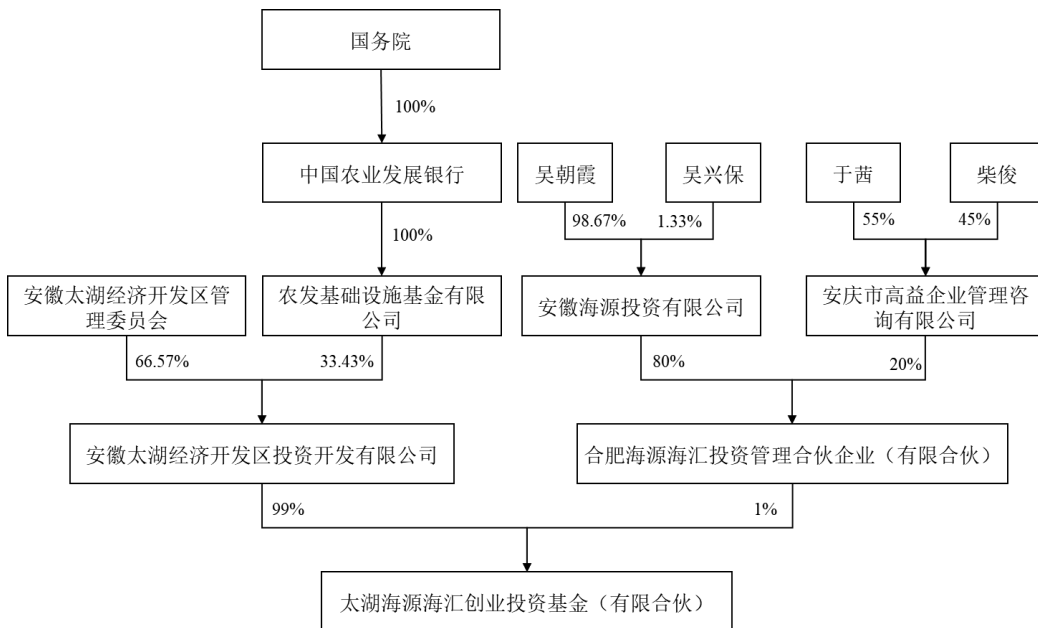 国务院
100%
中国农业发展银行
吴朝霞
吴兴保
于茜
柴俊
100%
98.67%
1.33%
55%
45%
安徽太湖经济开发区管
理委员会
农发基础设施基金有限
公司
安徽海源投资有限公司
安庆市高益企业管理咨
询有限公司
66.57%
33.43%
80%
20%
安徽太湖经济开发区投资开发有限公司
合肥海源海汇投资管理合伙企业（有限合伙）
99%
1%
太湖海源海汇创业投资基金（有限合伙）